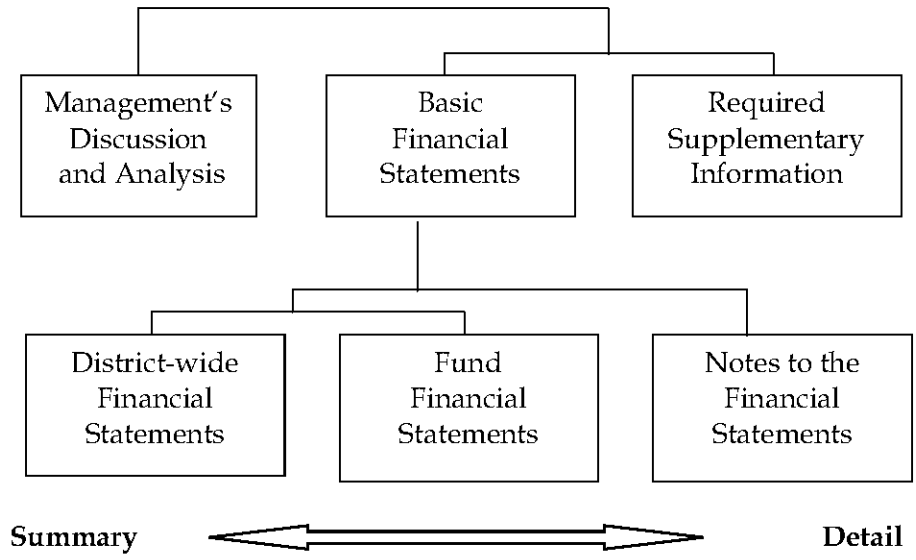 Management's
Discussion
and Analysis
Basic
Financial
Statements
Required
Supplementary
Information
District-wide
Financial
Statements
Fund
Financial
Statements
Notes to the
Financial
Statements
Summary
Detail